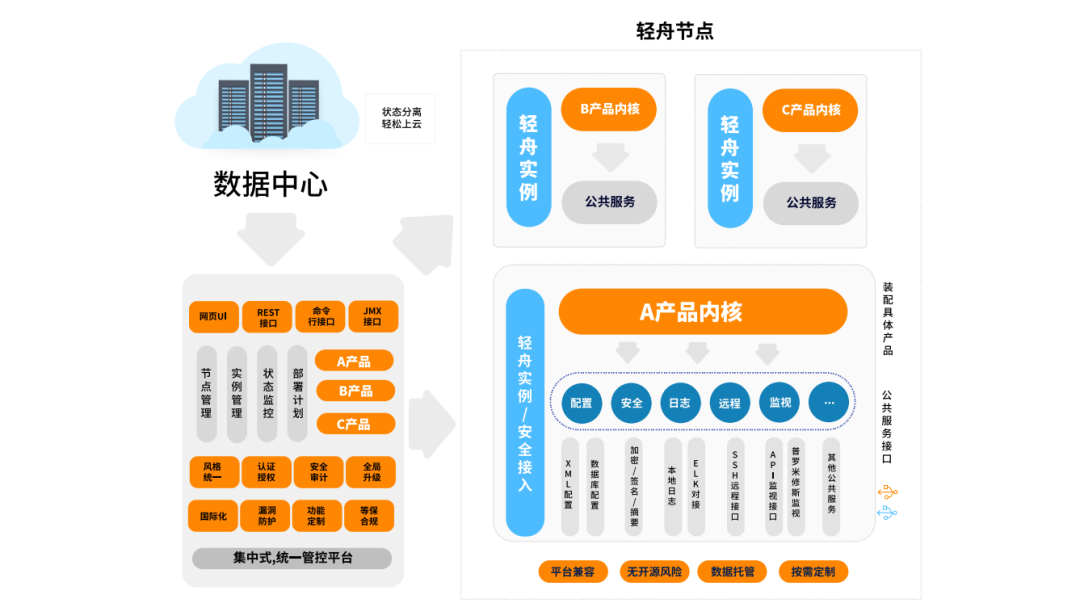 轻舟节点
状态分离
轻松上云
数据中心
网页UI
REST
接口
命令
行接口
JMX
接口
节点管理
实例管理
状态监控
部署计划
A产品
B产品
C产品
风格
统一
认证
授权
安全
审计
全局
升级
国际化
漏洞
防护
功能
定制
等保
合规
集中式,统一管控平台
轻舟实例
B产品内核
公共服务
轻舟实例
C产品内核
公共服务
轻舟实例/安全接入
A产品内核
配置
安全
日志
远程
监视
...
XML配置
数据库配置
加密/签名/摘要
本地日志
ELK对接
SSH远程接口
API监视接口
普罗米修斯监视
其他公共服务
装配具体产品
公共服务接口
平台兼容
无开源风险
数据托管
按需定制